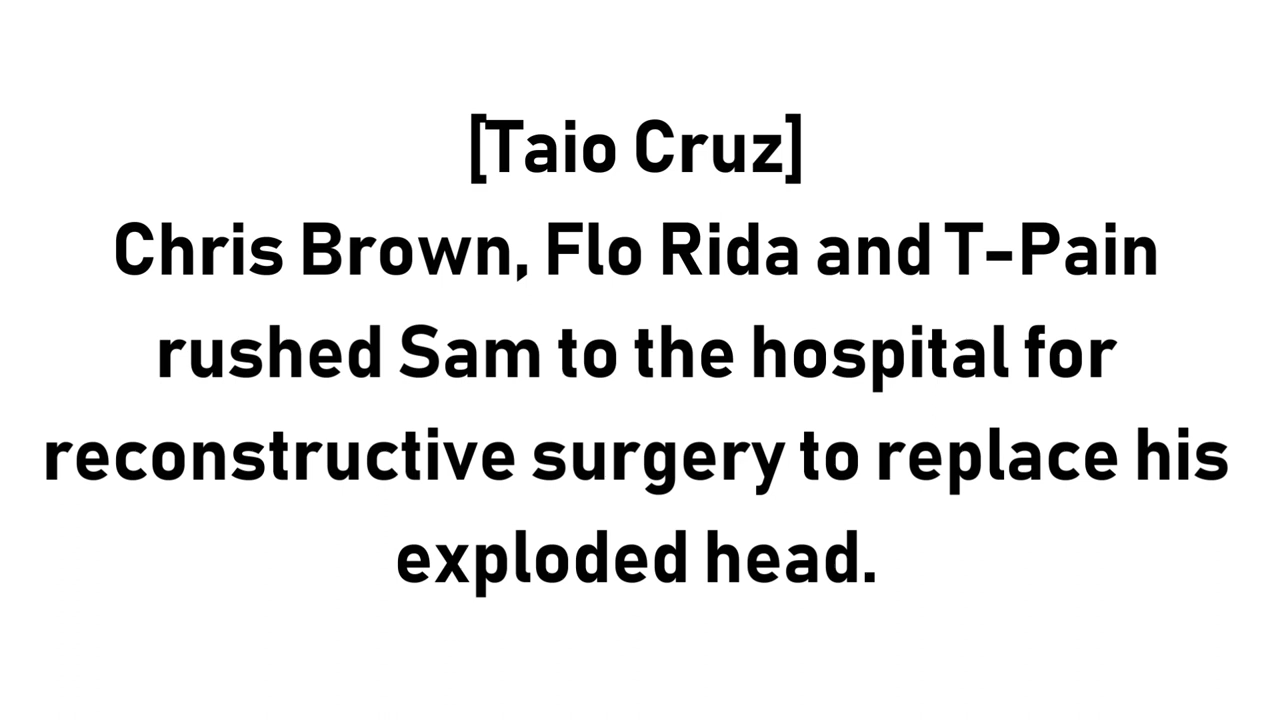 [Taio Cruz]
Chris Brown, Flo Rida and T-Pain
rushed Sam to the hospital for
reconstructive surgery to replace his
exploded head.